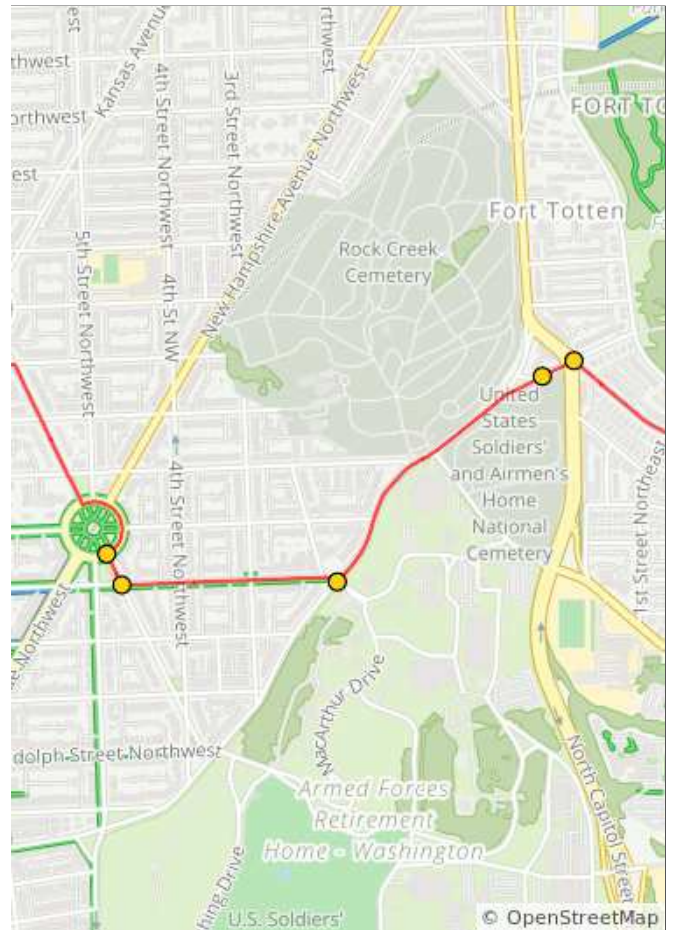 Kansas Avenue
rthwest
hwest
4th Street Northwest
3rd Street Northwest
orthwest
est
FORT TO
New Hampshire Avenue Northwest
Fort Totten
5th Street Northwest
4th St NW
Rock Creek
Cemetery
United
States
Soldiers'
and Airmen's
Home
National
Cemetery
4th Street Northwest
1st Street Northeast
e Northwest
MacArthur Drive
dolph Street Northwest
Armed Forces
Retirement
Home - Washington
North Capitol Street
hing Drive
U.S. Soldiers'
© OpenStreetMap